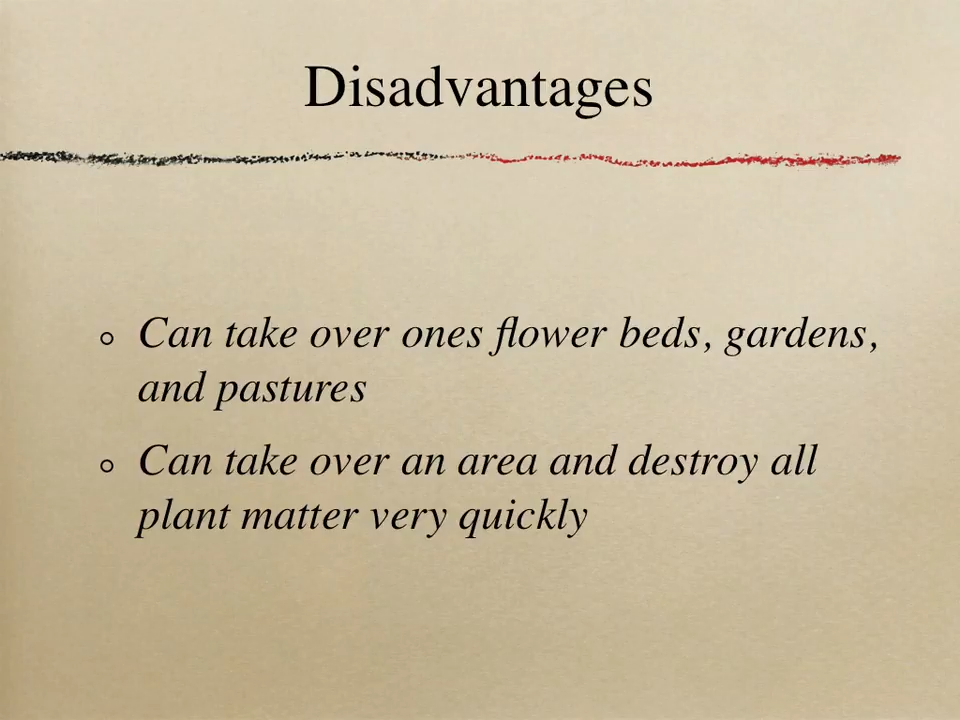 Disadvantages
Can take over ones flower beds, gardens,
and pastures
Can take over an area and destroy all
plant matter very quickly